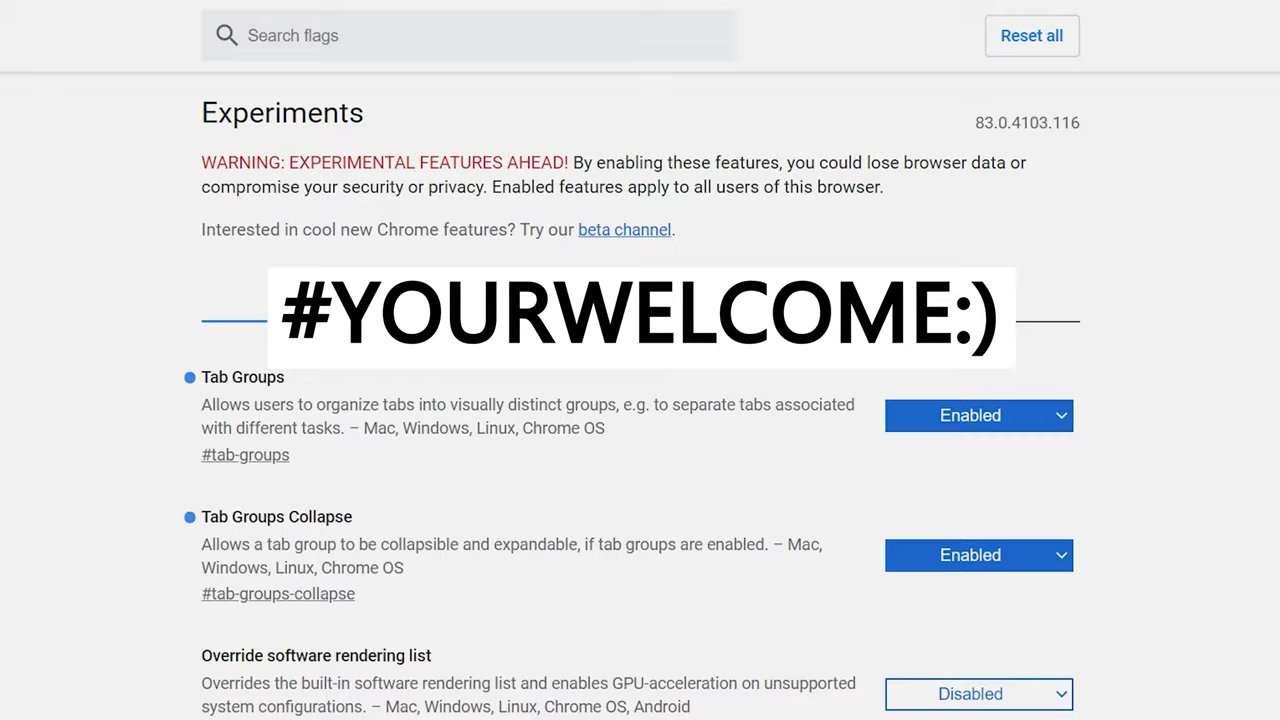 Search flags
Reset all
Experiments
83.0.4103.116
WARNING: EXPERIMENTAL FEATURES AHEAD! By enabling these features, you could lose browser data or
compromise your security or privacy. Enabled features apply to all users of this browser.
Interested in cool new Chrome features? Try our beta channel.
#YOURWELCOME:)
Tab Groups
Allows users to organize tabs into visually distinct groups, e.g. to separate tabs associated
with different tasks. – Mac, Windows, Linux, Chrome OS
#tab-groups
Enabled
Tab Groups Collapse
Allows a tab group to be collapsible and expandable, if tab groups are enabled. – Mac,
Windows, Linux, Chrome OS
#tab-groups-collapse
Enabled
Override software rendering list
Overrides the built-in software rendering list and enables GPU-acceleration on unsupported
system configurations. – Mac, Windows, Linux, Chrome OS, Android
Disabled